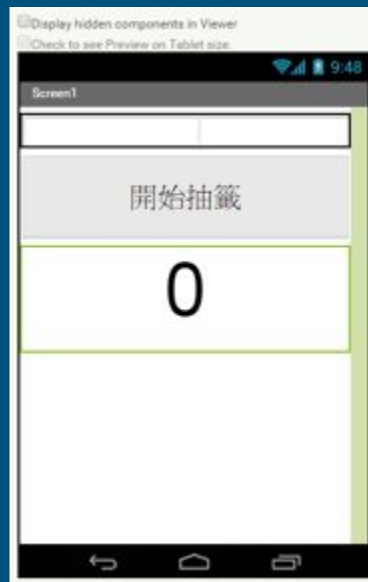 Display hidden components in Viewer
Check to see Preview on Tablet size.
9:48
Screen1
開始抽籤
0